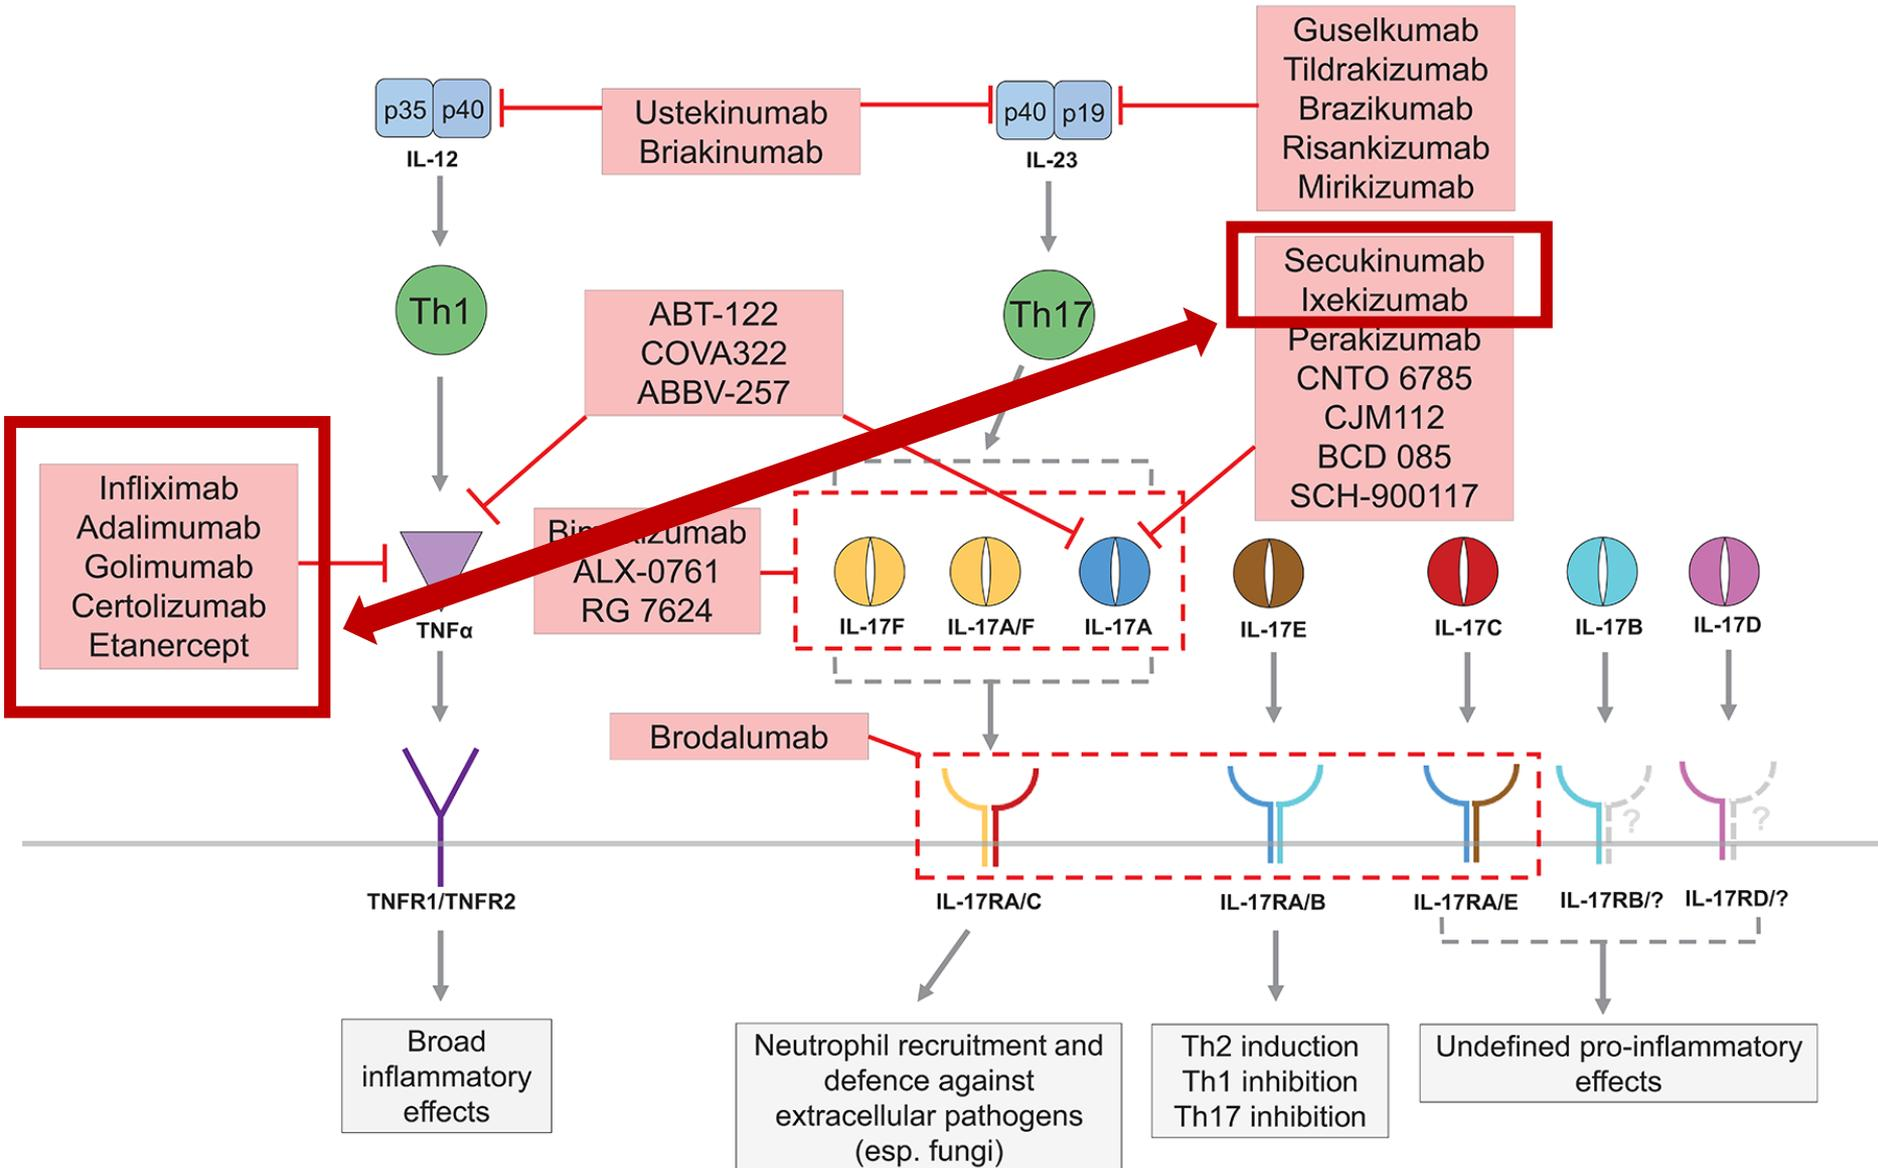 Guselkumab
Tildrakizumab
Brazikumab
Risankizumab
Mirikizumab
p35 p40
Ustekinumab
Briakinumab
p40 p19
IL-12
IL-23
Secukinumab
Ixekizumab
Perakizumab
CNTO 6785
CJM112
BCD 085
SCH-900117
Th1
ABT-122
COVA322
ABBV-257
Th17
Infliximab
Adalimumab
Golimumab
Certolizumab
Etanercept
ALX-0761
RG 7624
TNFα
IL-17F
IL-17A/F
IL-17A
IL-17E
IL-17C
IL-17B
IL-17D
Brodalumab
?
?
TNFR1/TNFR2
IL-17RA/C
IL-17RA/B
IL-17RA/E
IL-17RB/?
IL-17RD/?
Broad
inflammatory
effects
Neutrophil recruitment and
defence against
extracellular pathogens
(esp. fungi)
Th2 induction
Th1 inhibition
Th17 inhibition
Undefined pro-inflammatory
effects